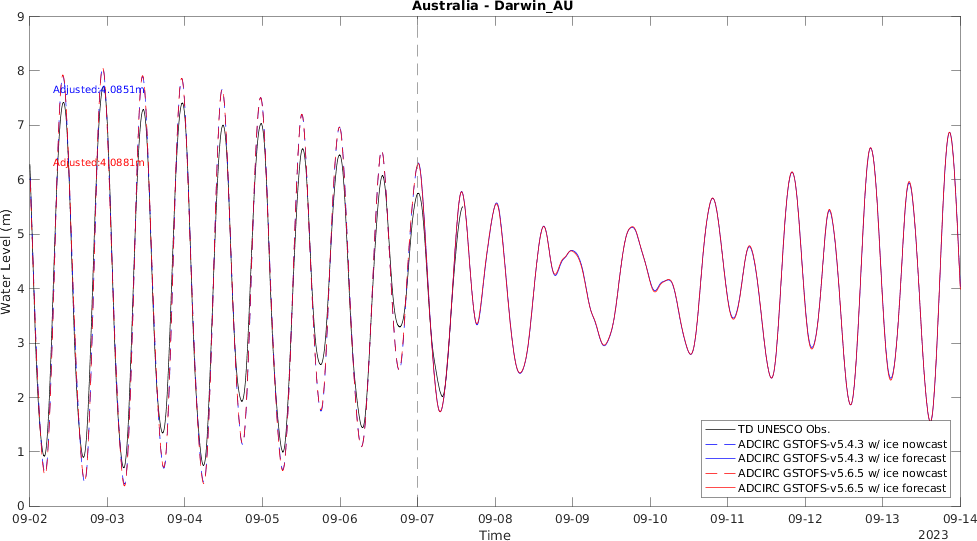 Australia - Darwin_AU
9
8
7
6
5
4
3
2
1
0
Water Level (m)
Adjusted:4.0851m
Adjusted:4.0881m
TD UNESCO Obs.
ADCIRC GSTOFS-v5.4.3 w/ ice nowcast
ADCIRC GSTOFS-v5.4.3 w/ ice forecast
ADCIRC GSTOFS-v5.6.5 w/ ice nowcast
ADCIRC GSTOFS-v5.6.5 w/ ice forecast
09-02 09-03 09-04 09-05 09-06 09-07 09-08 09-09 09-10 09-11 09-12 09-13 09-14
Time
2023